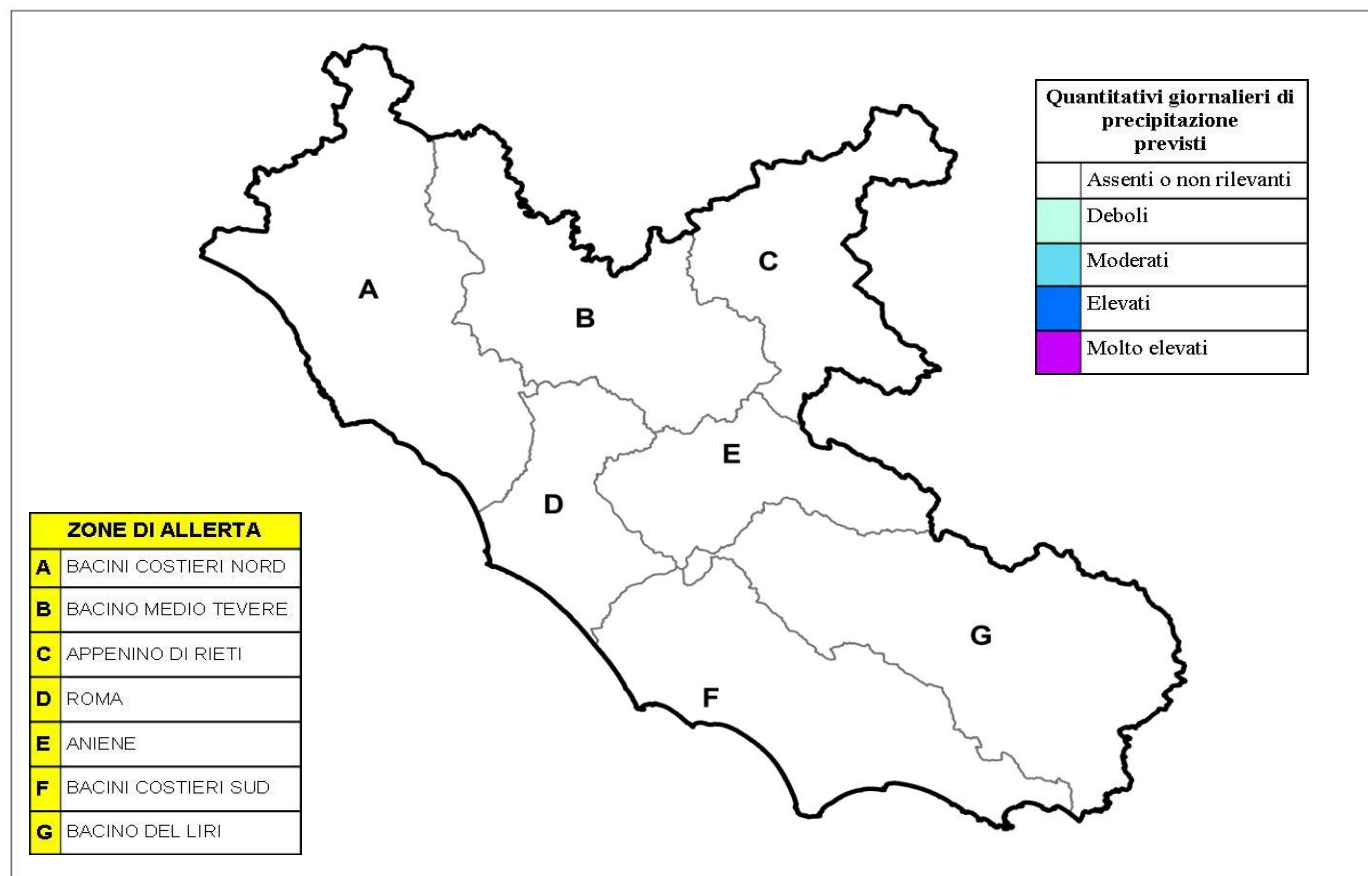 Quantitativi giornalieri di
precipitazione
previsti
Assenti o non rilevanti
Deboli
Moderati
Elevati
Molto elevati
A
B
C
D
E
F
G
ZONE DI ALLERTA
A BACINI COSTIERI NORD
B BACINO MEDIO TEVERE
C APPENINO DI RIETI
D ROMA
E ANIENE
F BACINI COSTIERI SUD
G BACINO DEL LIRI